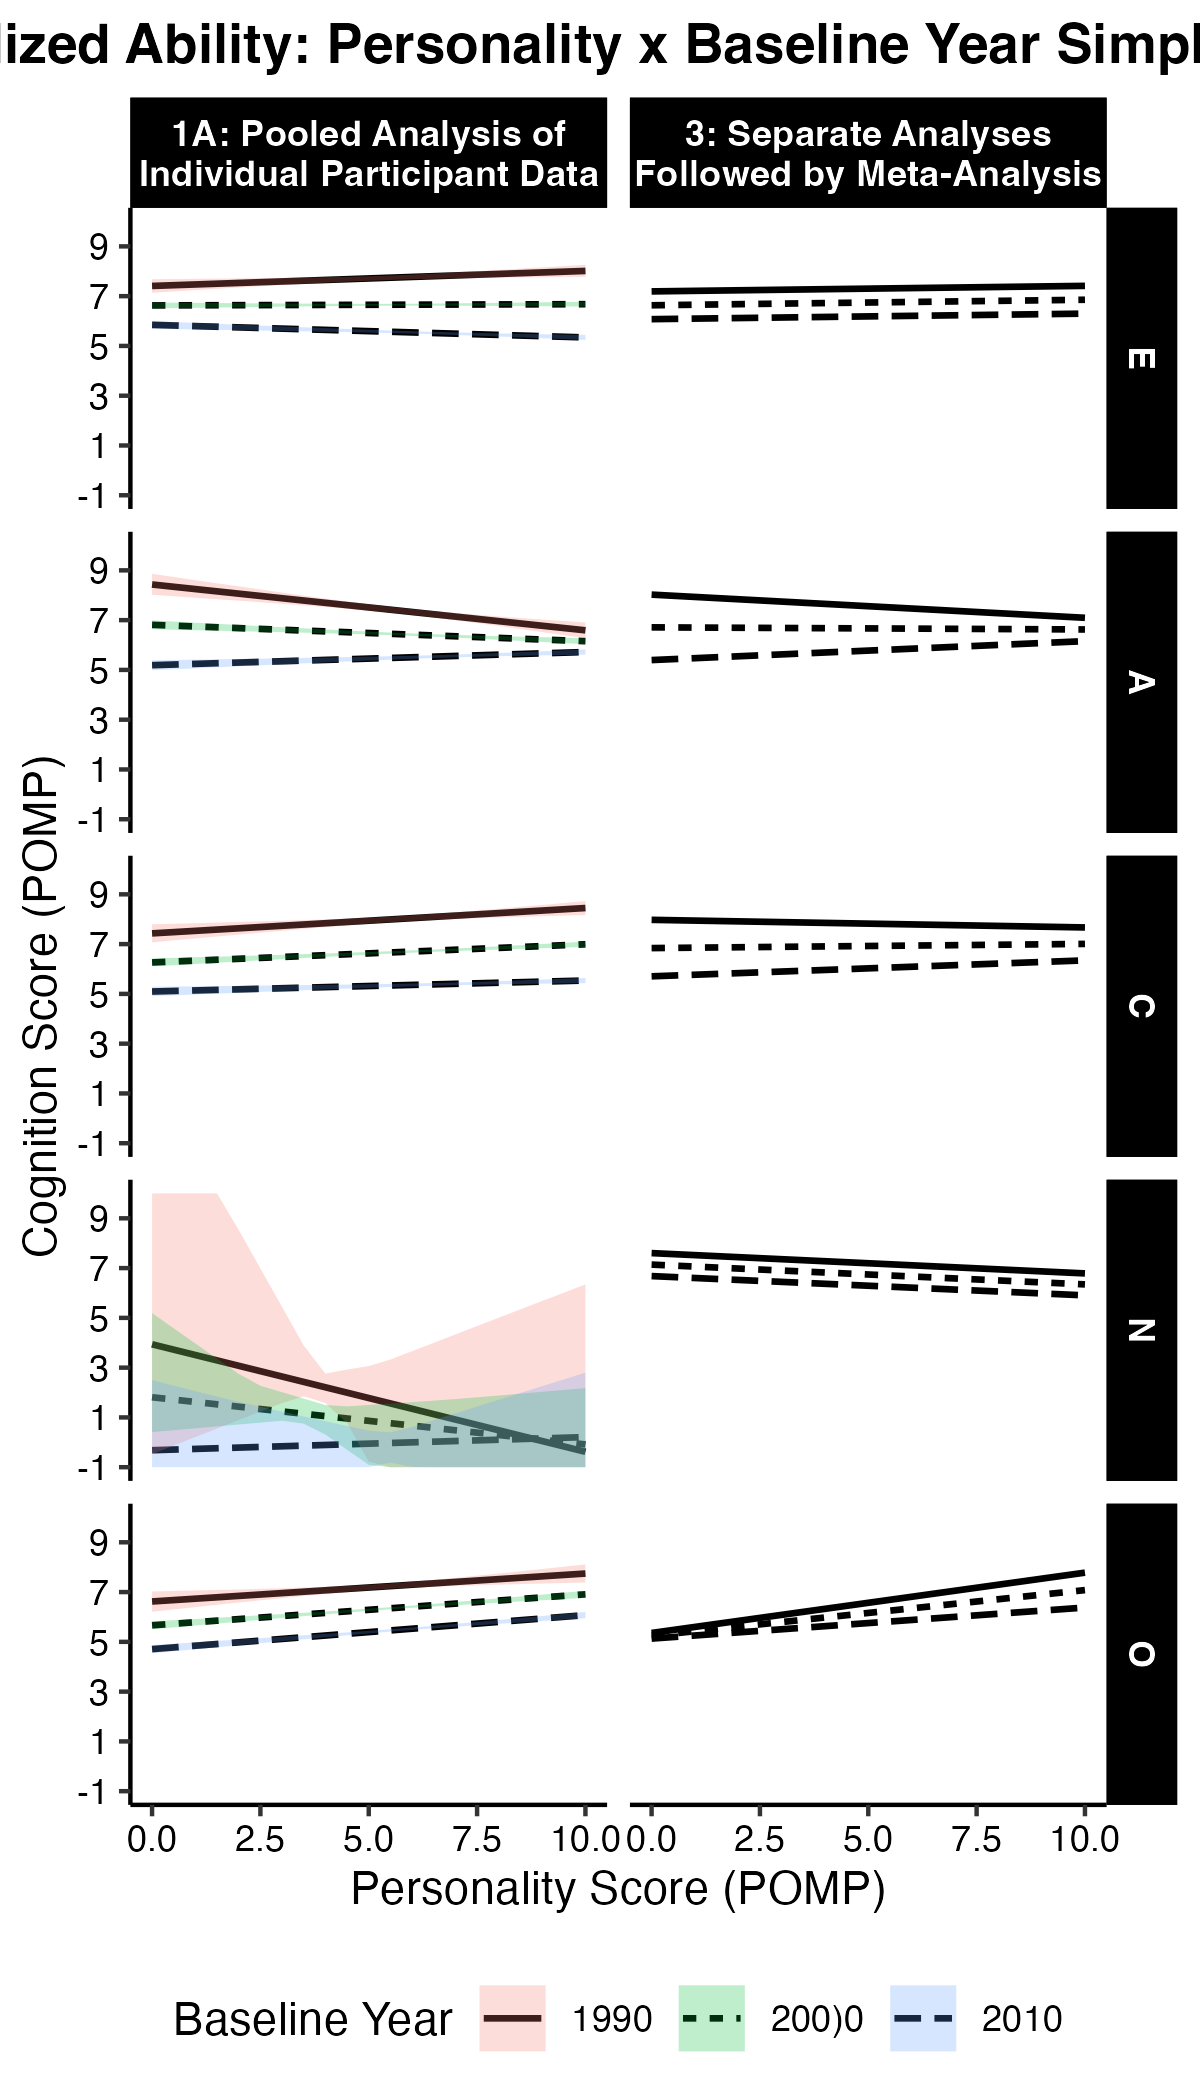 lized Ability: Personality x Baseline Year Simpl
1A: Pooled Analysis of
Individual Participant Data
3: Separate Analyses
Followed by Meta-Analysis
Cognition Score (POMP)
9
7
5
3
1
-1
E
9
7
5
3
1
-1
A
9
7
5
3
1
-1
C
9
7
5
3
1
-1
N
9
7
5
3
1
-1
O
0.0 2.5 5.0 7.5 10.0
0.0 2.5 5.0 7.5 10.0
Personality Score (POMP)
Baseline Year 1990 200)0 2010